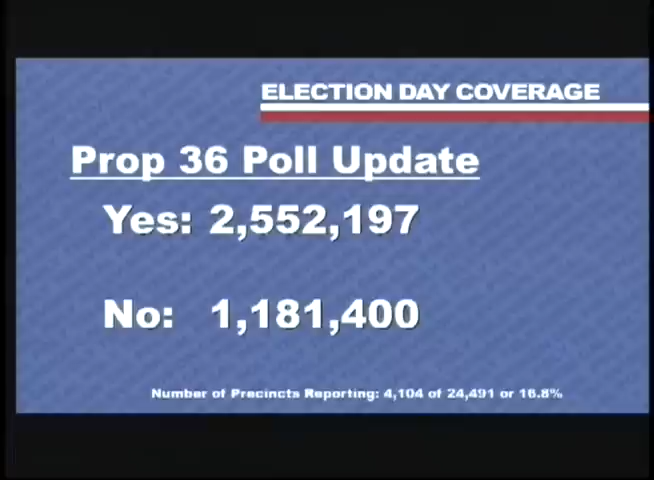 ELECTION DAY COVERAGE
Prop 36 Poll Update
Yes: 2,552,197
No: 1,181,400
Number of Precincts Reporting: 4,104 of 24,491 or 16.8%